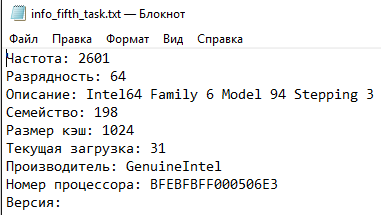 info_fifth_task.txt — Блокнот
Файл Правка Формат Вид Справка
Частота: 2601
Разрядность: 64
Описание: Intel64 Family 6 Model 94 Stepping 3
Семейство: 198
Размер кэш: 1024
Текущая загрузка: 31
Производитель: GenuineIntel
Номер процессора: BFEBFBFF000506E3
Версия: